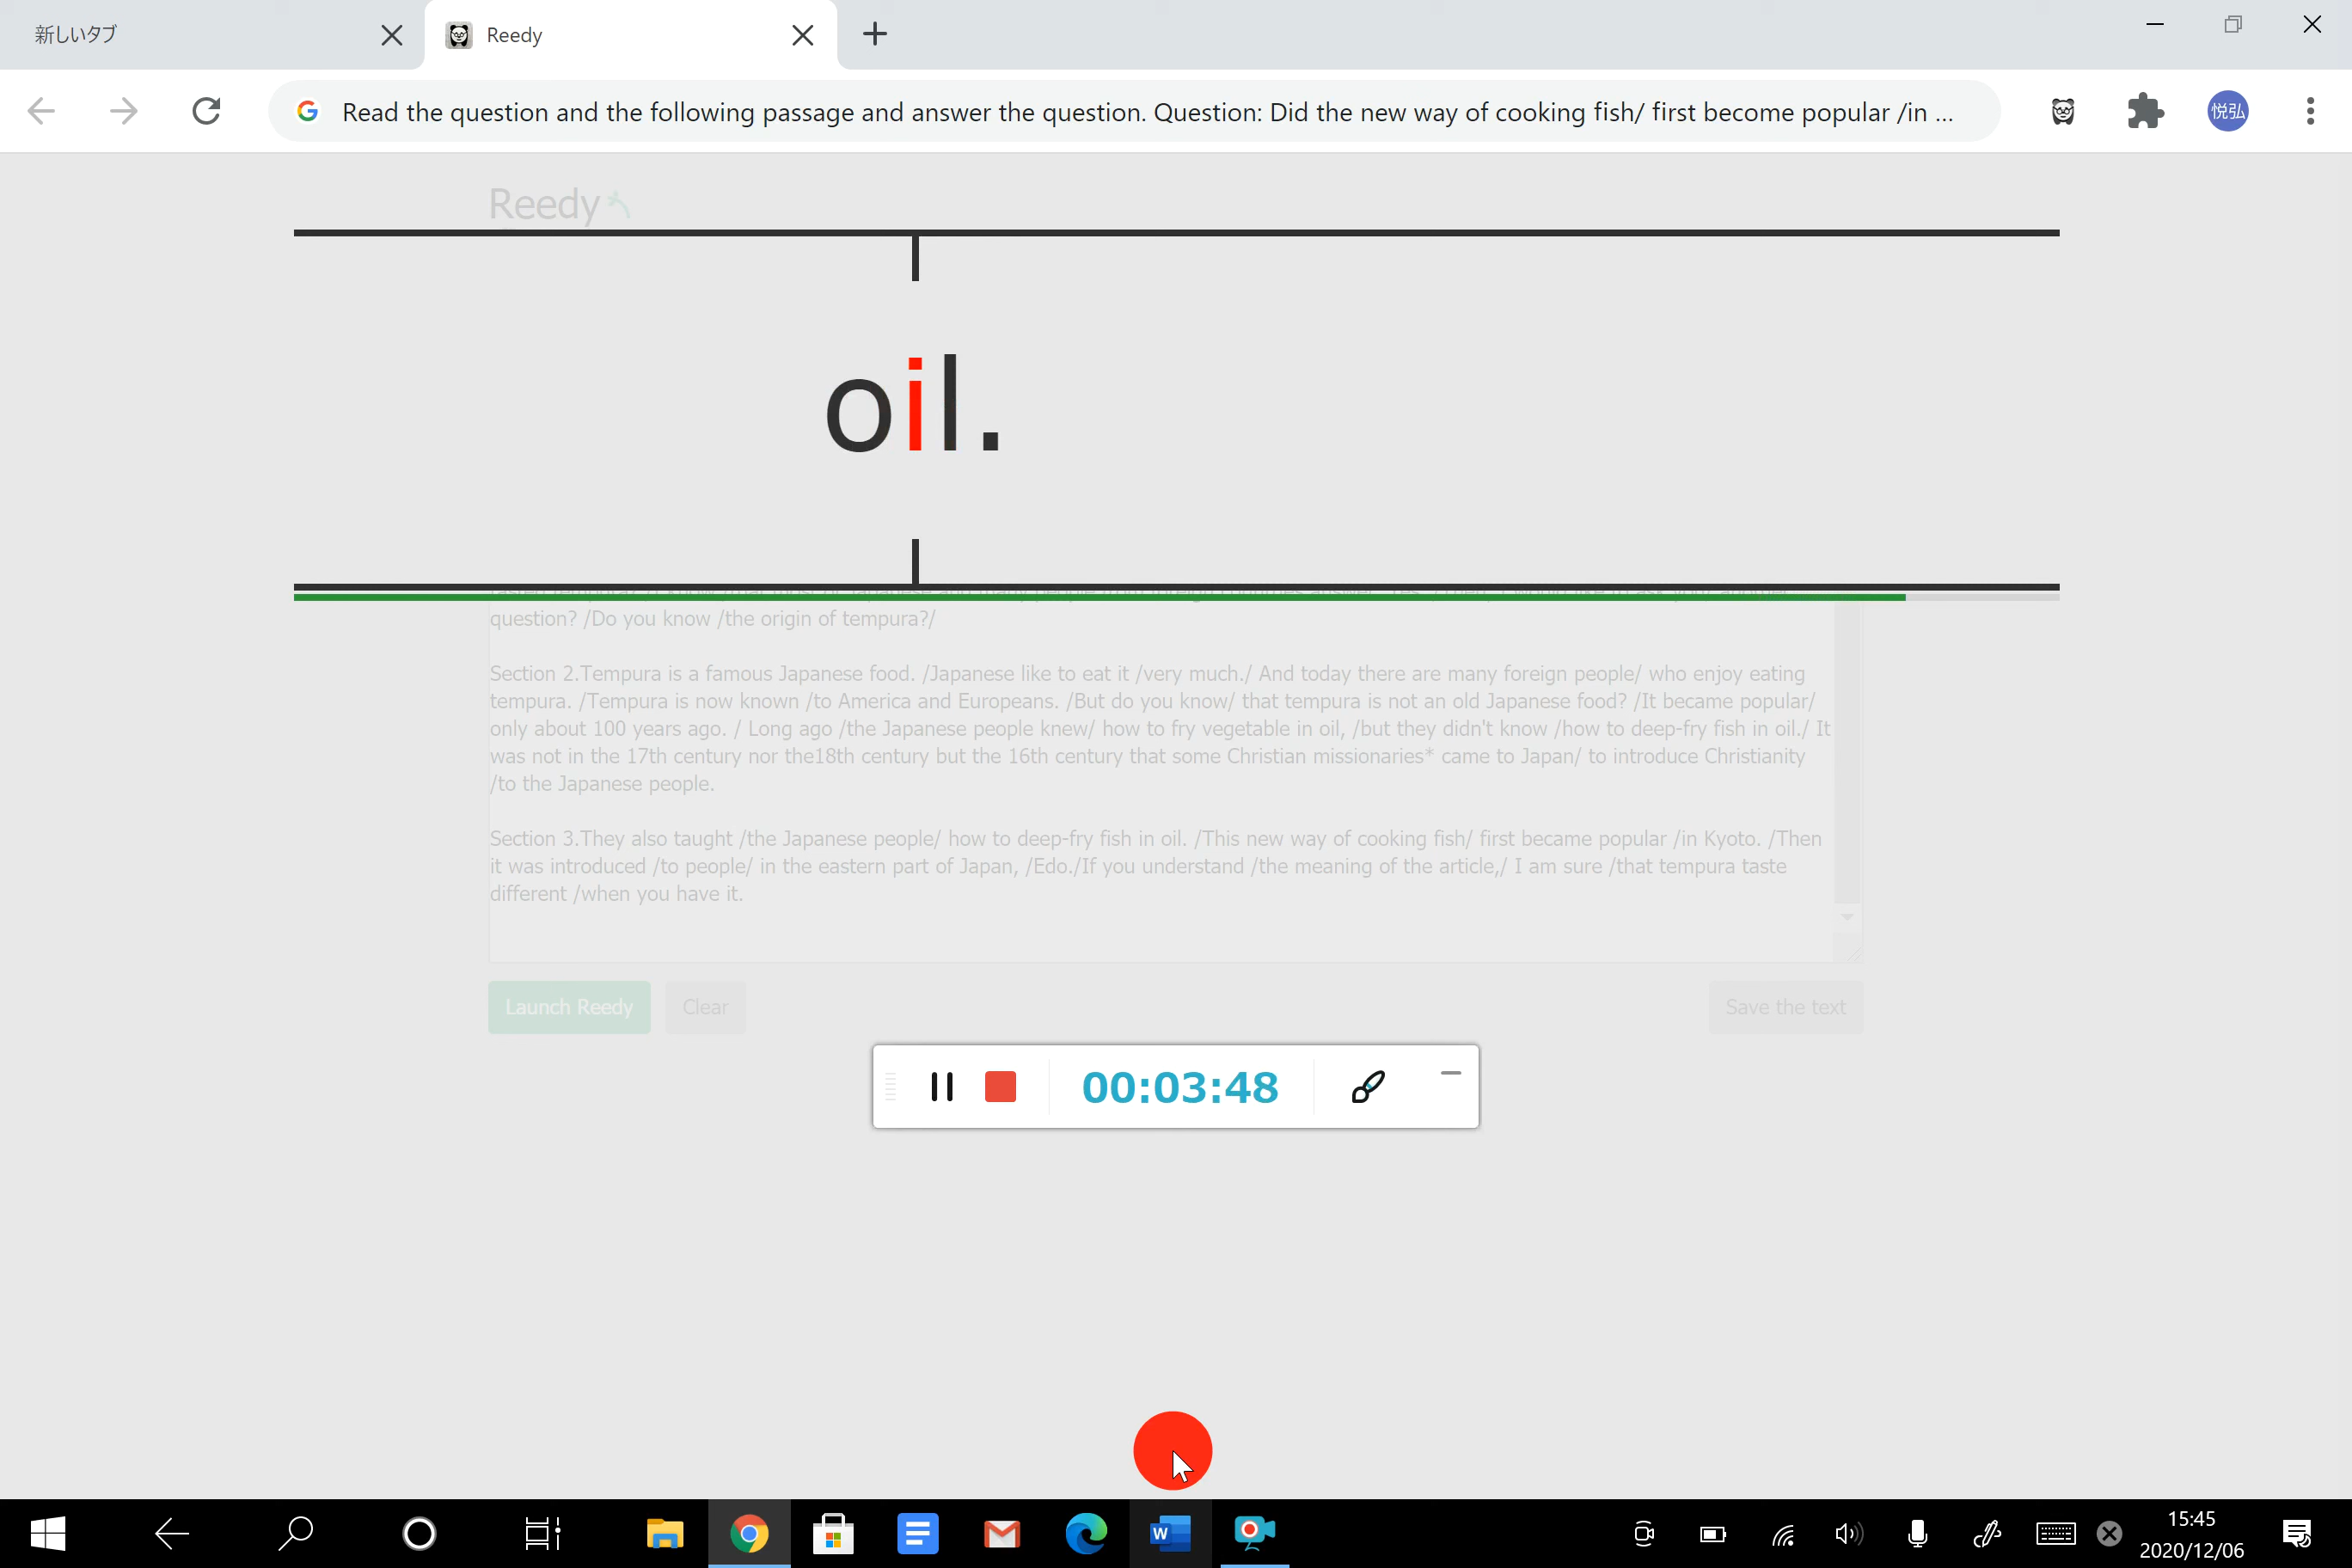 新しいタブ
Reedy
Read the question and the following passage and answer the question. Question: Did the new way of cooking fish/ first become popular /in ...
悦弘
Reedy
oil.
question? /Do you know /the origin of tempura?/
Section 2.Tempura is a famous Japanese food. /Japanese like to eat it /very much./ And today there are many foreign people/ who enjoy eating
tempura. /Tempura is now known /to America and Europeans. /But do you know/ that tempura is not an old Japanese food? /It became popular/
only about 100 years ago. / Long ago /the Japanese people knew/ how to fry vegetable in oil, /but they didn't know /how to deep-fry fish in oil./ It
was not in the 17th century nor the18th century but the 16th century that some Christian missionaries* came to Japan/ to introduce Christianity
/to the Japanese people.
Section 3.They also taught /the Japanese people/ how to deep-fry fish in oil. /This new way of cooking fish/ first became popular /in Kyoto. /Then
it was introduced /to people/ in the eastern part of Japan, /Edo./If you understand /the meaning of the article,/ I am sure /that tempura taste
different /when you have it.
Launch Reedy
Clear
Save the text
00:03:48
W
15:45
2020/12/06